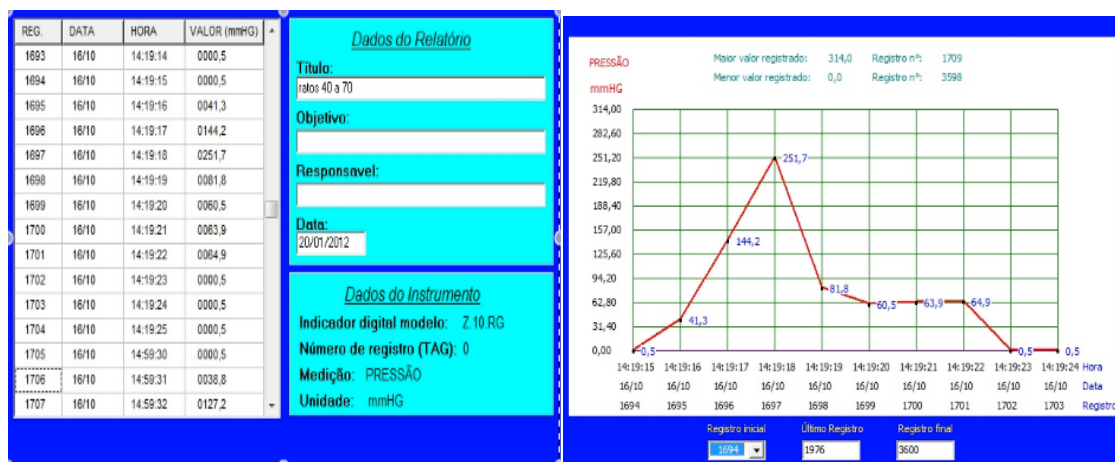 REG. DATA HORA VALOR (mmHG)
1693 16/10 14:19:14 0000,5
1694 16/10 14:19:15 0000,5
1695 16/10 14:19:16 0041,3
1696 16/10 14:19:17 0144,2
1697 16/10 14:19:18 0251,7
1698 16/10 14:19:19 0081,8
1699 16/10 14:19:20 0060,5
1700 16/10 14:19:21 0063,9
1701 16/10 14:19:22 0064,9
1702 16/10 14:19:23 0000,5
1703 16/10 14:19:24 0000,5
1704 16/10 14:19:25 0000,5
1705 16/10 14:59:30 0000,5
1706 16/10 14:59:31 0038,8
1707 16/10 14:59:32 0127,2
Dados do Relatório
Título:
ratos 40 a 70
Objetivo:
Responsavel:
Data:
20/01/2012
Dados do Instrumento
Indicador digital modelo: Z.10.RG
Número de registro (TAG): 0
Medição: PRESSÃO
Unidade: mmHG
PRESSÃO
mmHG
Maior valor registrado: 314,0 Registro nº: 1709
Menor valor registrado: 0,0 Registro nº: 3598
314,00
282,60
251,20
219,80
188,40
157,00
125,60
94,20
62,80
31,40
0,00
0,5
41,3
144,2
251,7
81,8
60,5
63,9
64,9
0,5
0,5
14:19:15 14:19:16 14:19:17 14:19:18 14:19:19 14:19:20 14:19:21 14:19:22 14:19:23 14:19:24 Hora
16/10 16/10 16/10 16/10 16/10 16/10 16/10 16/10 16/10 16/10 Data
1694 1695 1696 1697 1698 1699 1700 1701 1702 1703 Registro
Registro inicial Último Registro Registro final
1694 1976 3600